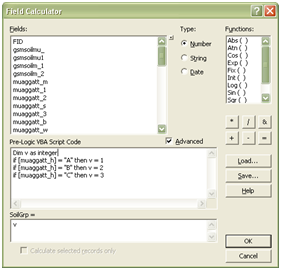 Field Calculator
Fields:
Type:
Functions:
FID
gsmsoilmu_
gsmsoilmu1
gsmsoilm_1
gsmsoilm_2
muaggatt_m
muaggatt_1
muaggatt_2
muaggatt_s
muaggatt_3
muaggatt_b
muaggatt_w
Number
String
Date
Abs ( )
Atn ( )
Cos ( )
Exp ( )
Fix ( )
Int ( )
Log ( )
Sin ( )
Sqr ( )
Pre-Logic VBA Script Code
Advanced
* / &
+ - =
Dim v as integer
if [muaggatt_h] = "A" then v = 1
if [muaggatt_h] = "B" then v = 2
if [muaggatt_h] = "C" then v = 3
Load...
Save...
Help
SoilGrp =
v
Calculate selected records only
OK
Cancel